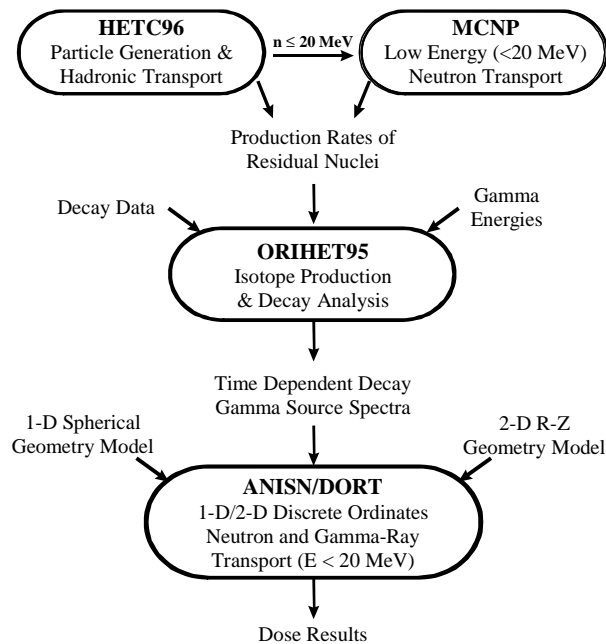 HETC96
Particle Generation &
Hadronic Transport
n ≤ 20 MeV
MCNP
Low Energy (<20 MeV)
Neutron Transport
Production Rates of
Residual Nuclei
Decay Data
Gamma
Energies
ORIHET95
Isotope Production
& Decay Analysis
Time Dependent Decay
Gamma Source Spectra
1-D Spherical
Geometry Model
2-D R-Z
Geometry Model
ANISN/DORT
1-D/2-D Discrete Ordinates
Neutron and Gamma-Ray
Transport (E < 20 MeV)
Dose Results